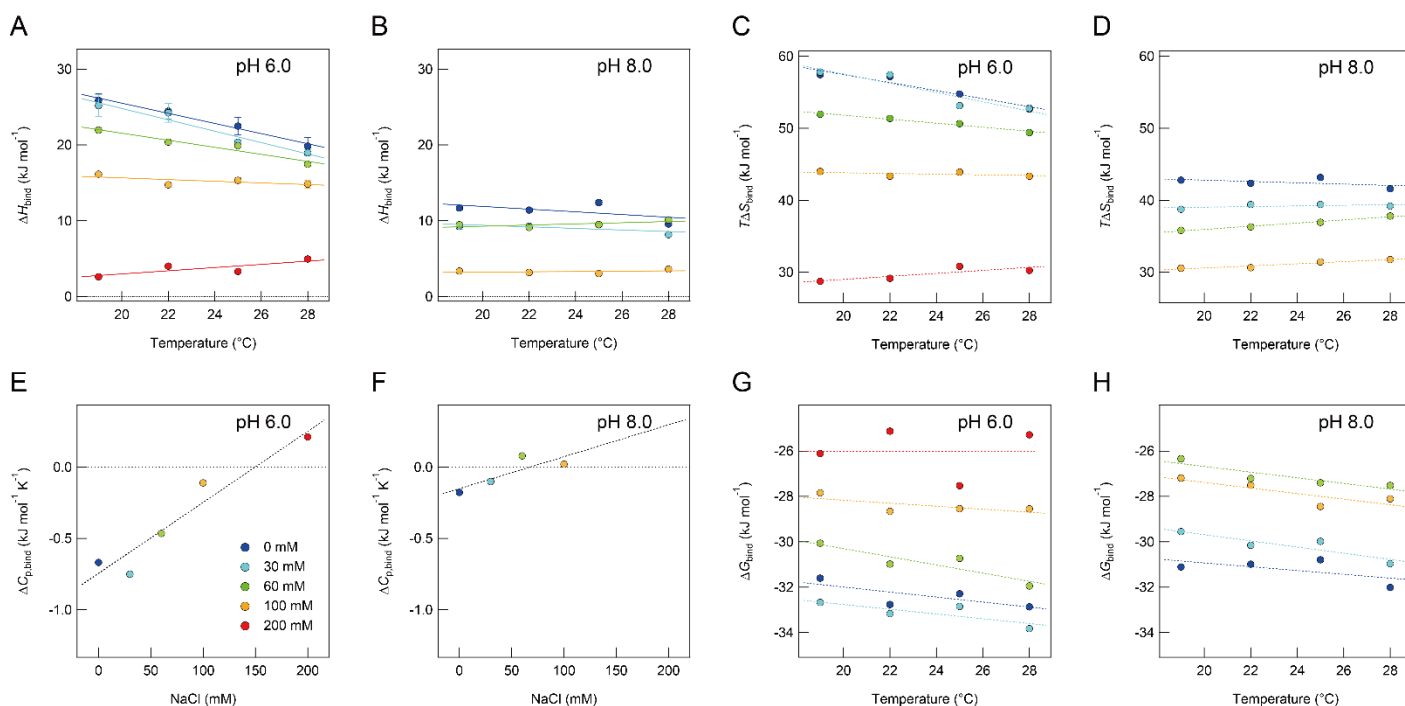 A
pH 6.0
ΔHbind (kJ mol⁻¹)
30
20
10
0
20
22
24
26
28
Temperature (°C)
B
pH 8.0
ΔHbind (kJ mol⁻¹)
30
20
10
0
20
22
24
26
28
Temperature (°C)
C
pH 6.0
TΔSbind (kJ mol⁻¹)
60
50
40
30
20
22
24
26
28
Temperature (°C)
D
pH 8.0
TΔSbind (kJ mol⁻¹)
60
50
40
30
20
22
24
26
28
Temperature (°C)
E
pH 6.0
ΔCp,bind (kJ mol⁻¹ K⁻¹)
0.0
-0.5
-1.0
0 mM
30 mM
60 mM
100 mM
200 mM
0
50
100
150
200
NaCl (mM)
F
pH 8.0
ΔCp,bind (kJ mol⁻¹ K⁻¹)
0.0
-0.5
-1.0
0
50
100
150
200
NaCl (mM)
G
pH 6.0
ΔGbind (kJ mol⁻¹)
-26
-28
-30
-32
-34
20
22
24
26
28
Temperature (°C)
H
pH 8.0
ΔGbind (kJ mol⁻¹)
-26
-28
-30
-32
-34
20
22
24
26
28
Temperature (°C)